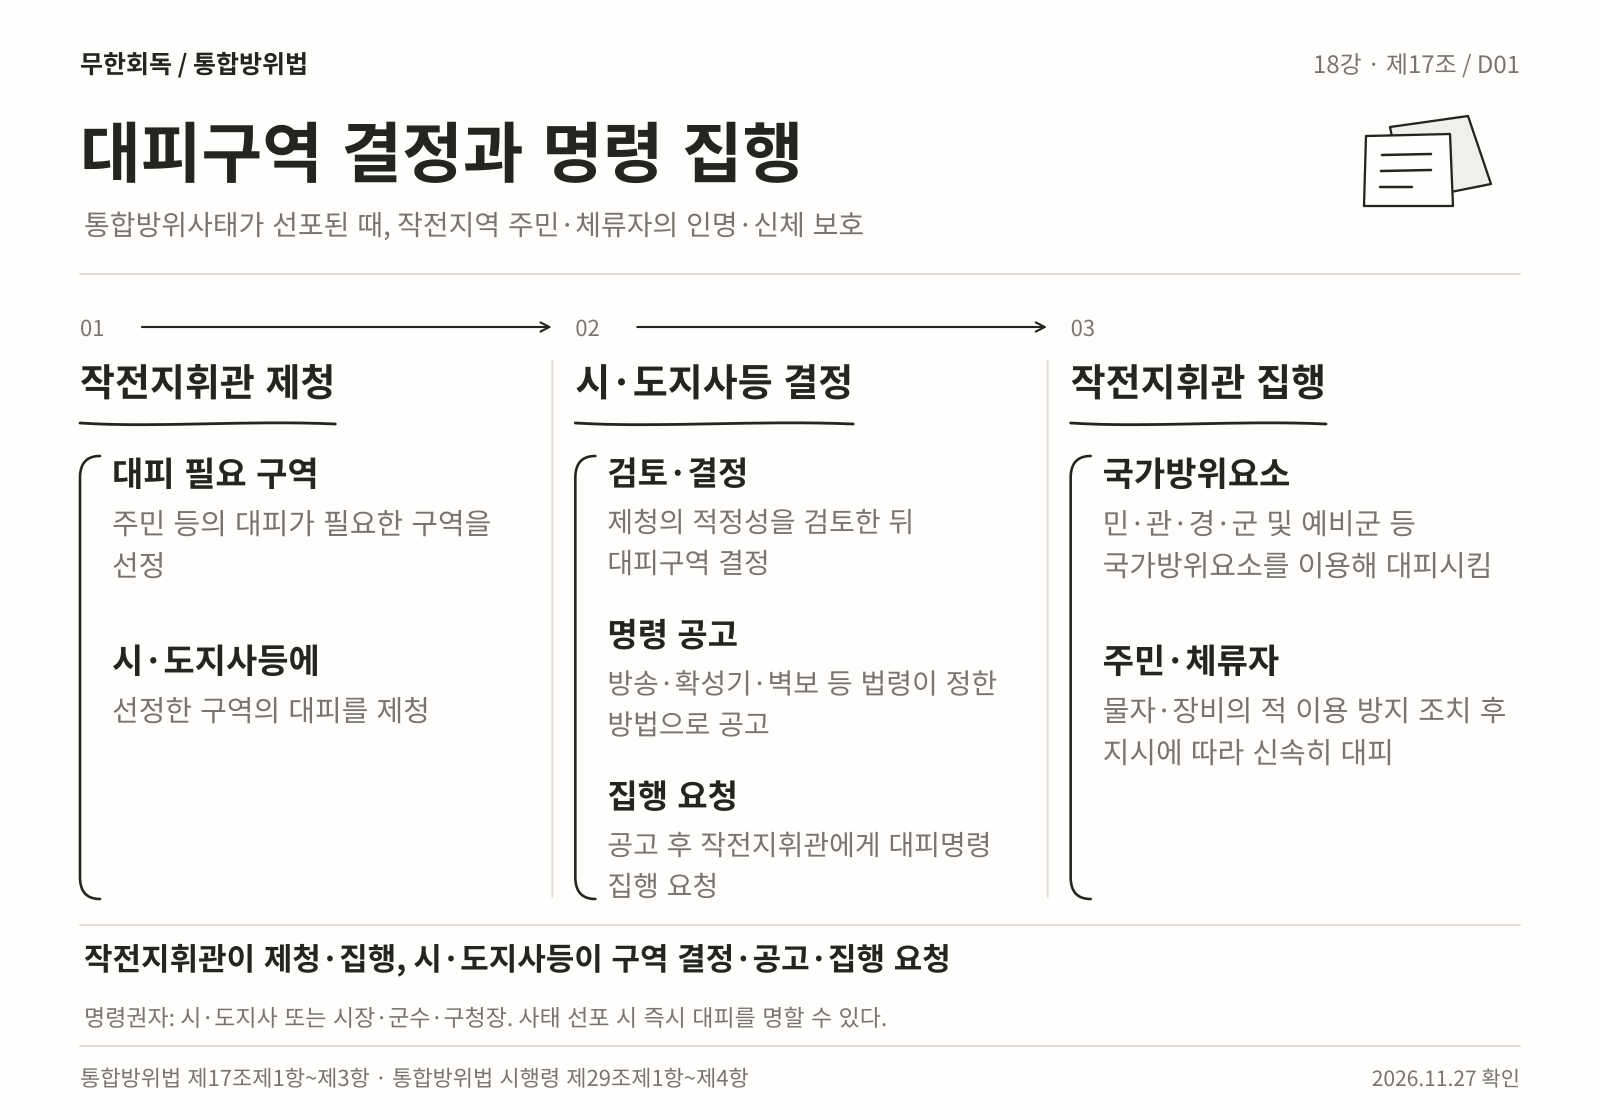 무한회독 / 통합방위법
18강 · 제17조 / D01
대피구역 결정과 명령 집행
통합방위사태가 선포된 때, 작전지역 주민·체류자의 인명·신체 보호
01
작전지휘관 제청
대피 필요 구역
주민 등의 대피가 필요한 구역을
선정
시·도지사등에
선정한 구역의 대피를 제청
02
시·도지사등 결정
검토·결정
제청의 적정성을 검토한 뒤
대피구역 결정
명령 공고
방송·확성기·벽보 등 법령이 정한
방법으로 공고
집행 요청
공고 후 작전지휘관에게 대피명령
집행 요청
03
작전지휘관 집행
국가방위요소
민·관·경·군 및 예비군 등
국가방위요소를 이용해 대피시킴
주민·체류자
물자·장비의 적 이용 방지 조치 후
지시에 따라 신속히 대피
작전지휘관이 제청·집행, 시·도지사등이 구역 결정·공고·집행 요청
명령권자: 시·도지사 또는 시장·군수·구청장. 사태 선포 시 즉시 대피를 명할 수 있다.
통합방위법 제17조제1항~제3항 · 통합방위법 시행령 제29조제1항~제4항
2026.11.27 확인